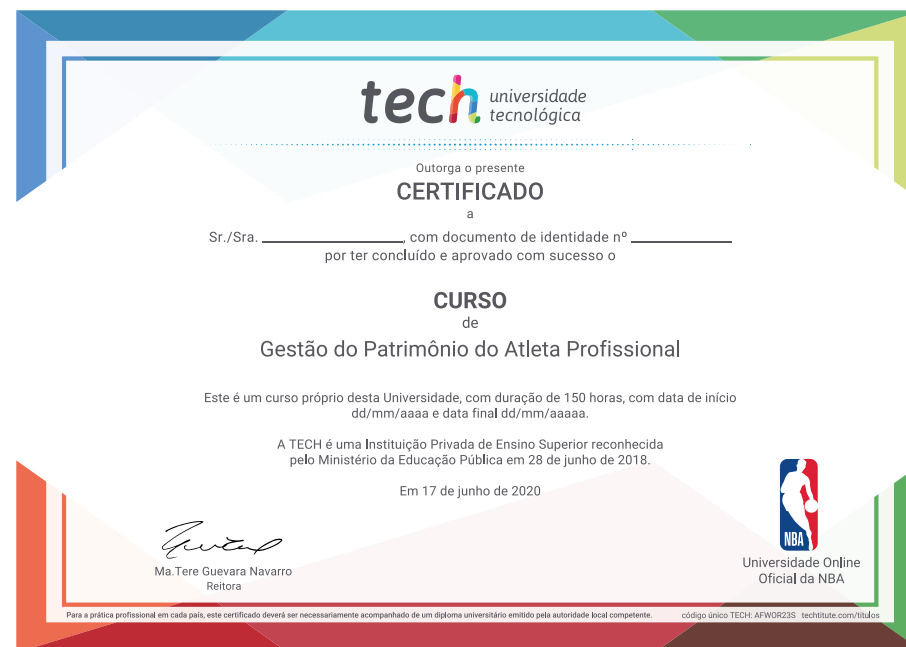 tech universidade
tecnológica
Outorga o presente
CERTIFICADO
a
Sr./Sra. ____________, com documento de identidade nº ____________
por ter concluído e aprovado com sucesso o
CURSO
de
Gestão do Patrimônio do Atleta Profissional
Este é um curso próprio desta Universidade, com duração de 150 horas, com data de início
dd/mm/aaaa e data final dd/mm/aaaaa.
A TECH é uma Instituição Privada de Ensino Superior reconhecida
pelo Ministério da Educação Pública em 28 de junho de 2018.
Em 17 de junho de 2020
Ma.Tere Guevara Navarro
Reitora
NBA
Universidade Online
Oficial da NBA
Para a prática profissional em cada país, este certificado deverá ser necessariamente acompanhado de um diploma universitário emitido pela autoridade local competente.
código único TECH: AFWOR23S techtitute.com/titulos